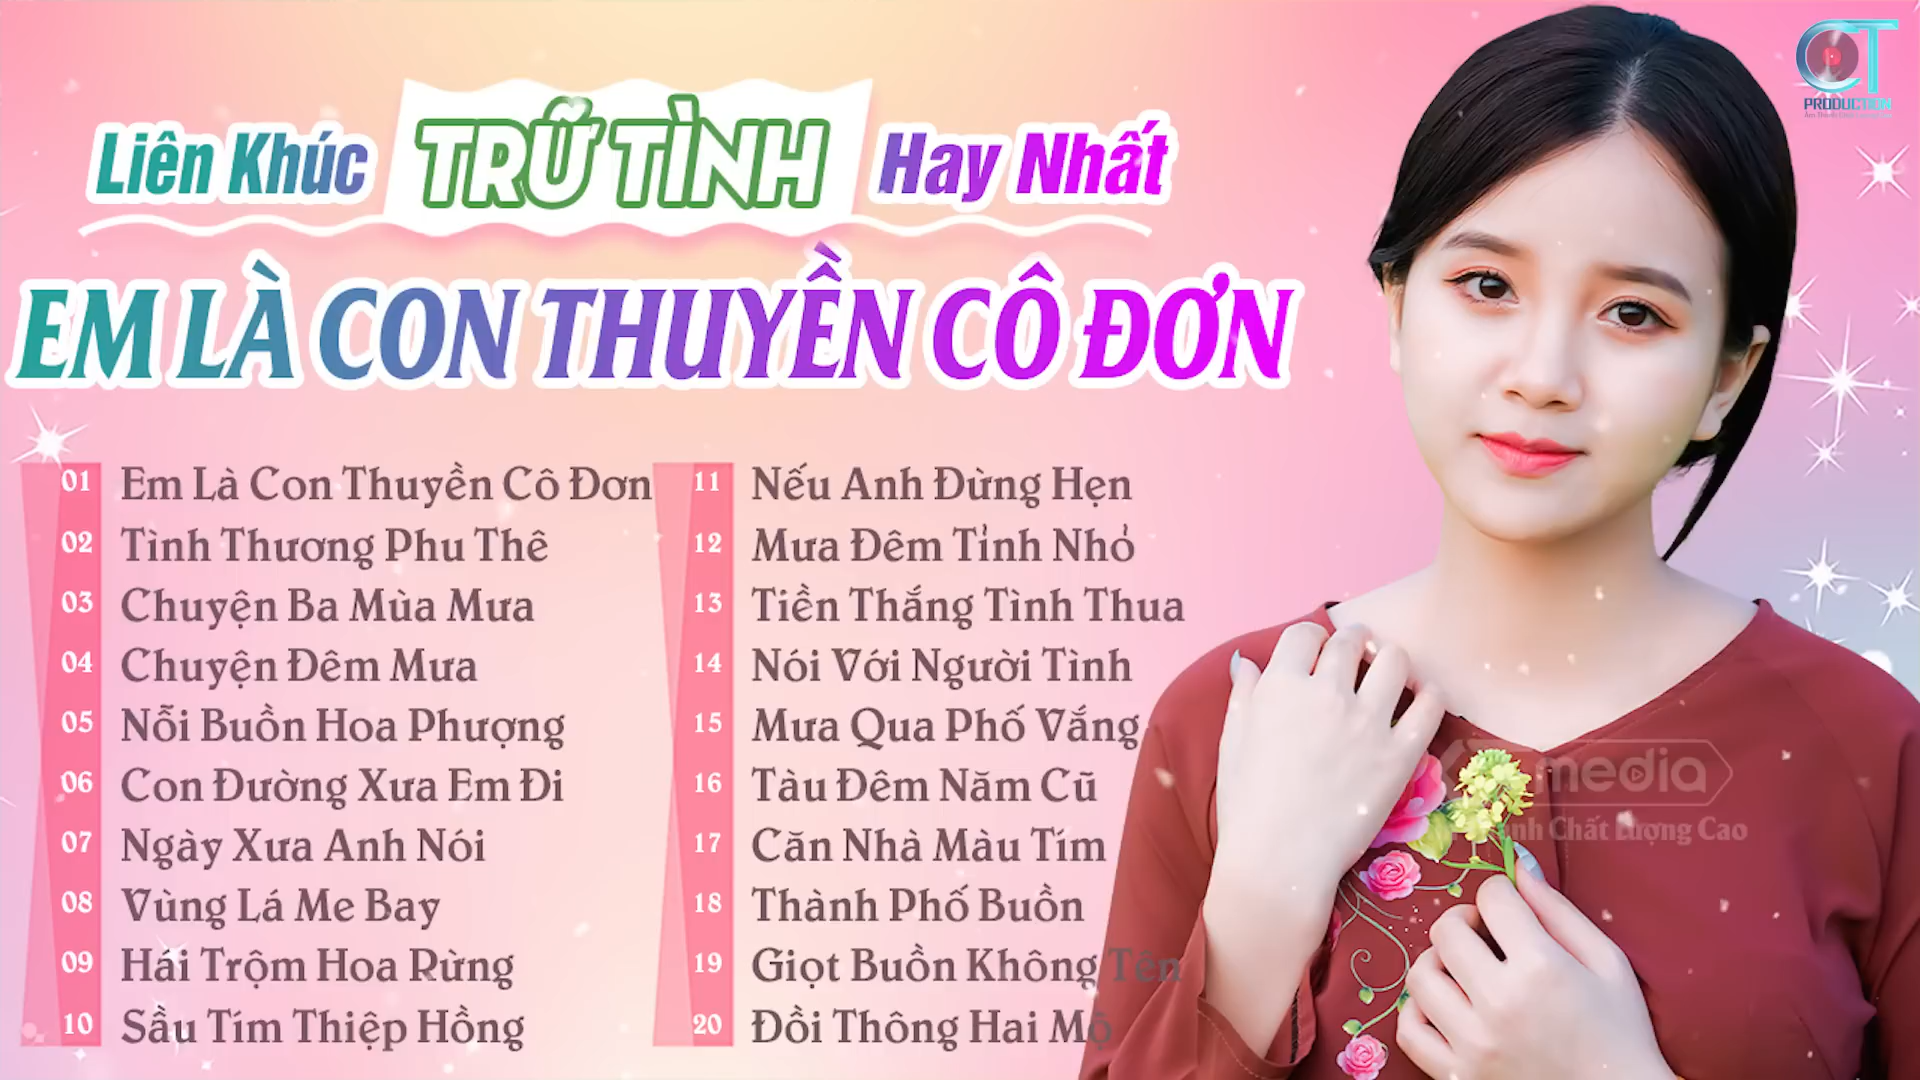 Liên Khúc TRỮ TÌNH Hay Nhất
EM LÀ CON THUYỀN CÔ ĐƠN
01 Em Là Con Thuyền Cô Đơn
02 Tình Thương Phu Thê
03 Chuyện Ba Mùa Mưa
04 Chuyện Đêm Mưa
05 Nỗi Buồn Hoa Phượng
06 Con Đường Xưa Em Đi
07 Ngày Xưa Anh Nói
08 Vùng Lá Me Bay
09 Hái Trộm Hoa Rừng
10 Sầu Tím Thiệp Hồng
11 Nếu Anh Đừng Hẹn
12 Mưa Đêm Tỉnh Nhỏ
13 Tiền Thắng Tình Thua
14 Nói Với Người Tình
15 Mưa Qua Phố Vắng
16 Tàu Đêm Năm Cũ
17 Căn Nhà Màu Tím
18 Thành Phố Buồn
19 Giọt Buồn Không Tên
20 Đồi Thông Hai Mộ
CT
PRODUCTION
media
Chất Lượng Cao